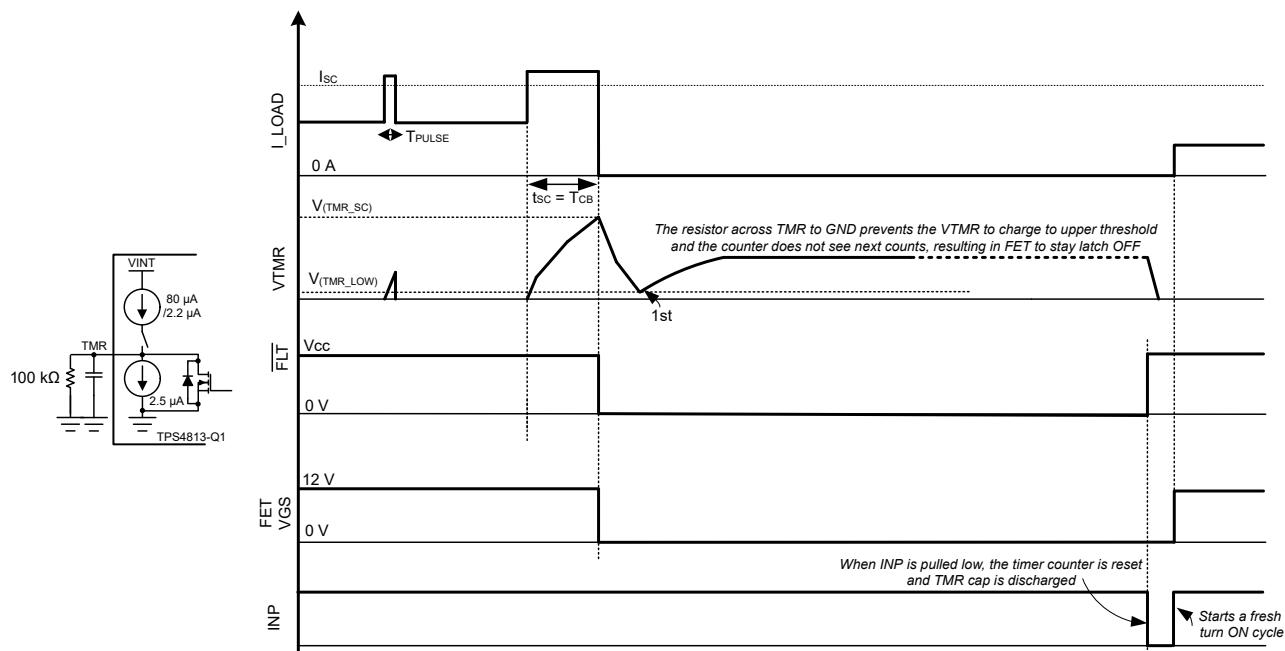 I_LOAD
ISC
TPULSE
0 A
tSC = TCB
VTMR
V(TMR_SC)
The resistor across TMR to GND prevents the VTMR to charge to upper threshold
and the counter does not see next counts, resulting in FET to stay latch OFF
V(TMR_LOW)
1st
VINT
80 µA
/2.2 µA
TMR
100 kΩ
2.5 µA
TPS4813-Q1
FLT
Vcc
0 V
FET
VGS
12 V
0 V
When INP is pulled low, the timer counter is reset
and TMR cap is discharged
INP
Starts a fresh
turn ON cycle